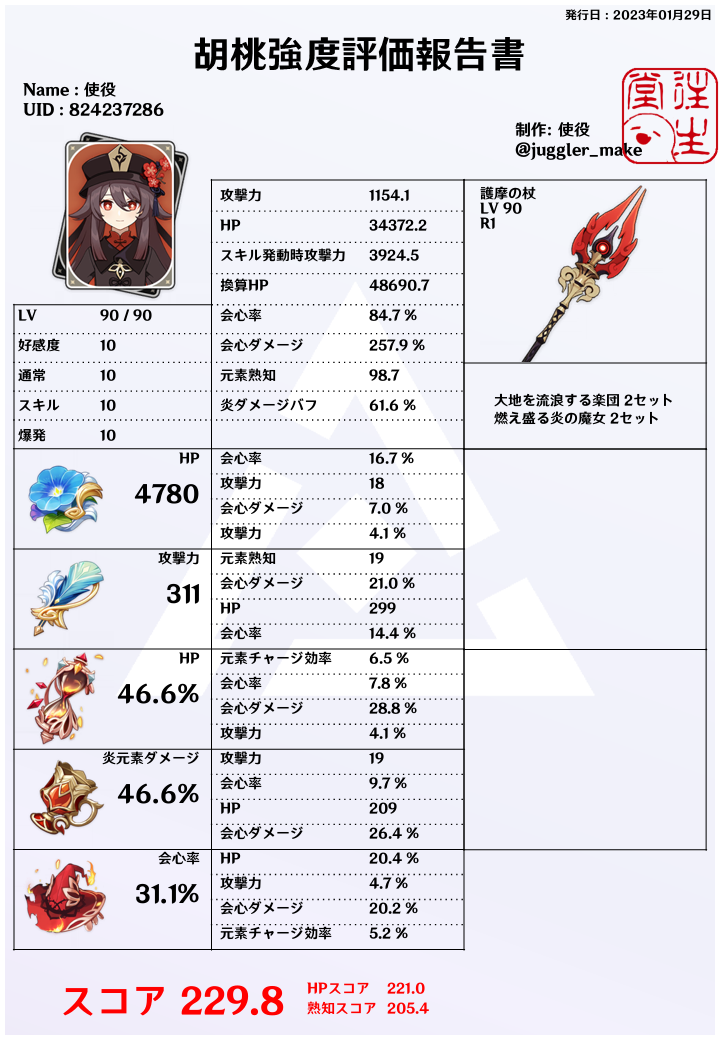 発行日 : 2023年01月29日
胡桃強度評価報告書
Name : 使役
UID : 824237286
往生堂
制作: 使役
@juggler_make
攻撃力 1154.1
HP 34372.2
スキル発動時攻撃力 3924.5
換算HP 48690.7
会心率 84.7 %
会心ダメージ 257.9 %
元素熟知 98.7
炎ダメージバフ 61.6 %
護摩の杖
LV 90
R1
LV 90 / 90
好感度 10
通常 10
スキル 10
爆発 10
大地を流浪する楽団 2セット
燃え盛る炎の魔女 2セット
HP
4780
会心率 16.7 %
攻撃力 18
会心ダメージ 7.0 %
攻撃力 4.1 %
攻撃力
311
元素熟知 19
会心ダメージ 21.0 %
HP 299
会心率 14.4 %
HP
46.6%
元素チャージ効率 6.5 %
会心率 7.8 %
会心ダメージ 28.8 %
攻撃力 4.1 %
炎元素ダメージ
46.6%
攻撃力 19
会心率 9.7 %
HP 209
会心ダメージ 26.4 %
会心率
31.1%
HP 20.4 %
攻撃力 4.7 %
会心ダメージ 20.2 %
元素チャージ効率 5.2 %
スコア 229.8
HPスコア 221.0
熟知スコア 205.4